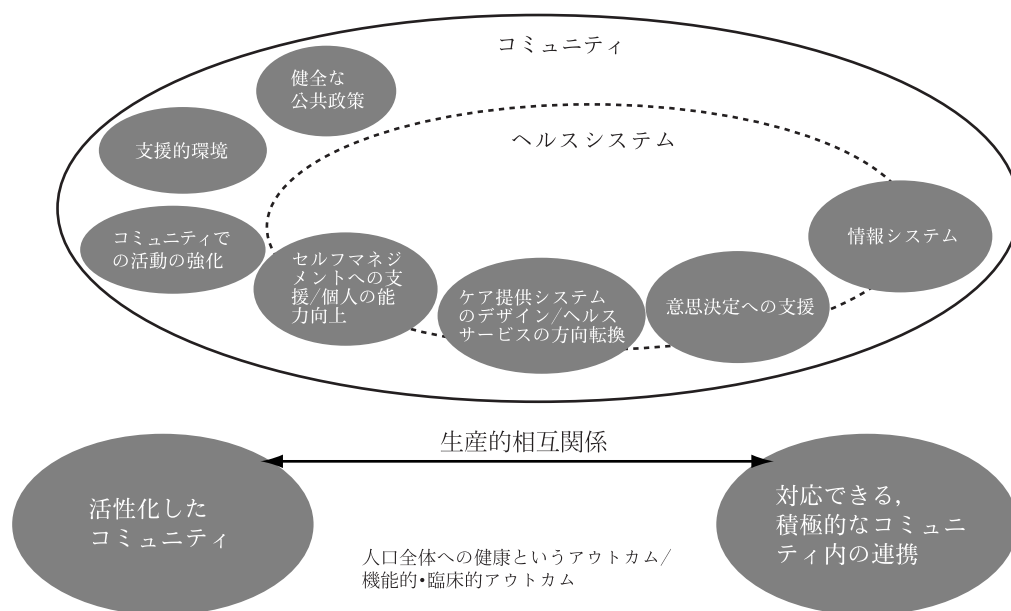 コミュニティ
健全な
公共政策
支援的環境
ヘルスシステム
コミュニティで
の活動の強化
セルフマネジ
メントへの支
援/個人の能
力向上
ケア提供システム
のデザイン/ヘルス
サービスの方向転換
意思決定への支援
情報システム
生産的相互関係
活性化した
コミュニティ
対応できる,
積極的なコミュニ
ティ内の連携
人口全体への健康というアウトカム/
機能的・臨床的アウトカム